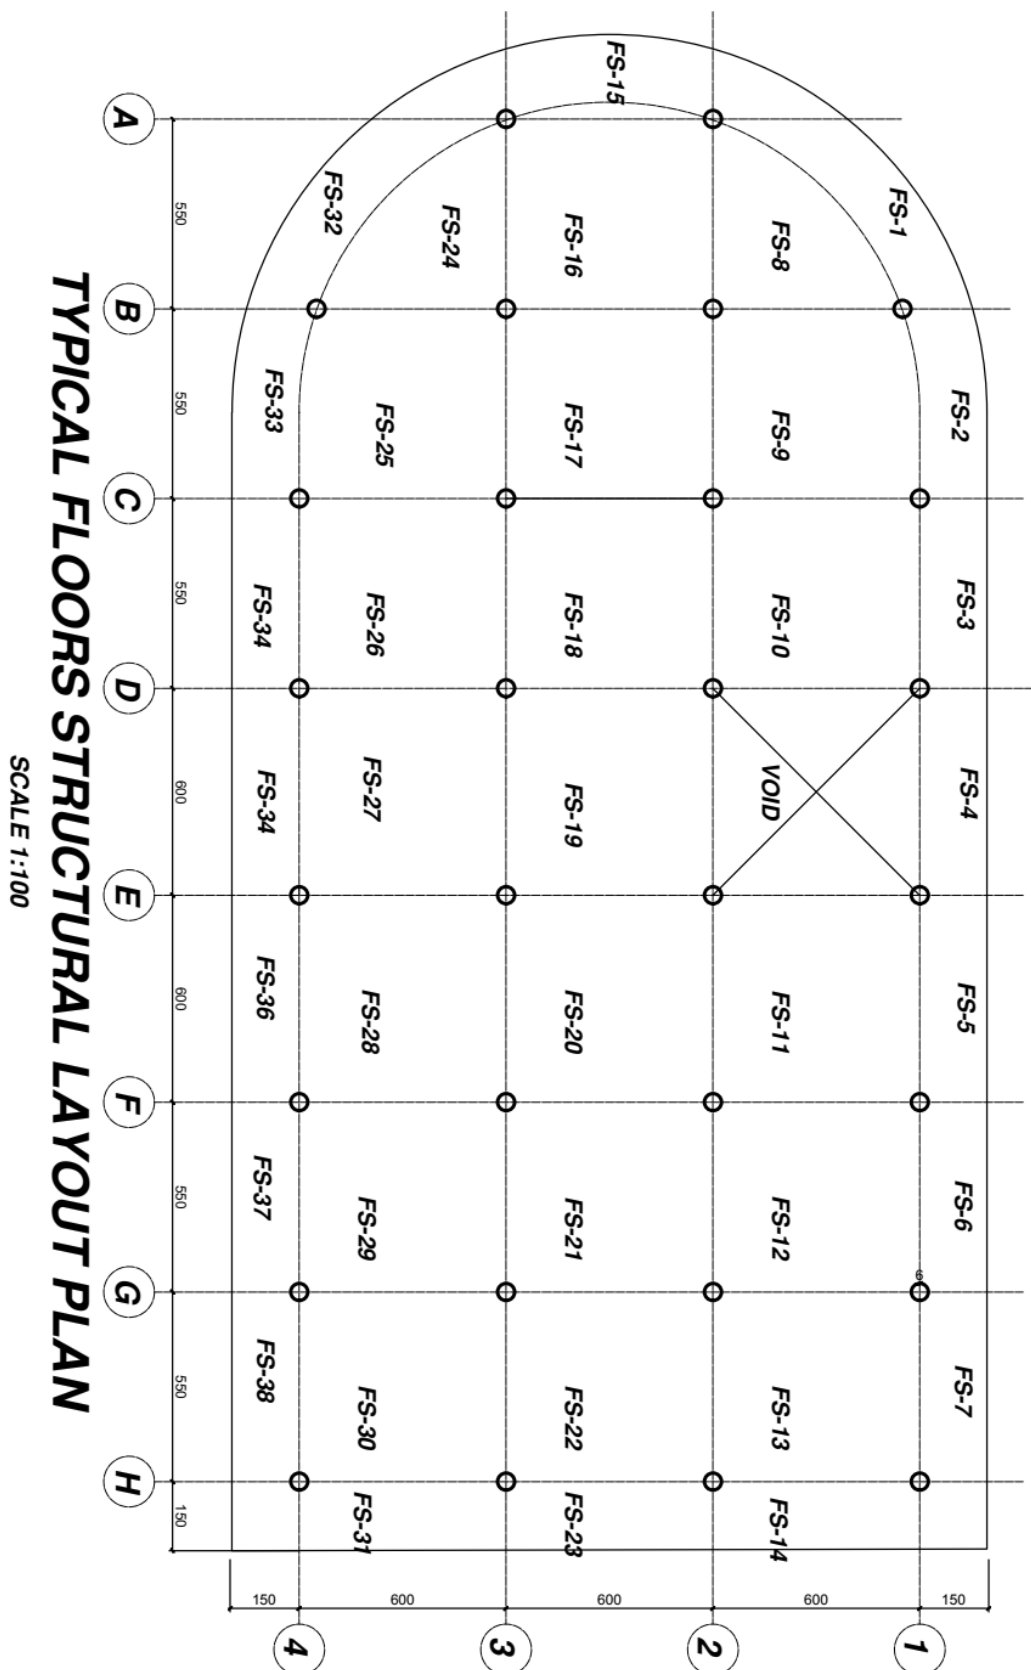 FS-15
A
FS-1
FS-32
FS-24
FS-16
FS-8
550
B
FS-33
FS-25
FS-17
FS-9
FS-2
550
C
FS-34
FS-26
FS-18
FS-10
FS-3
550
D
FS-34
FS-27
FS-19
VOID
FS-4
600
E
FS-36
FS-28
FS-20
FS-11
FS-5
600
F
FS-37
FS-29
FS-21
FS-12
FS-6
550
G
FS-38
FS-30
FS-22
FS-13
FS-7
550
H
FS-31
FS-23
FS-14
150
150
600
600
600
150
4
3
2
1
TYPICAL FLOORS STRUCTURAL LAYOUT PLAN
SCALE 1:100